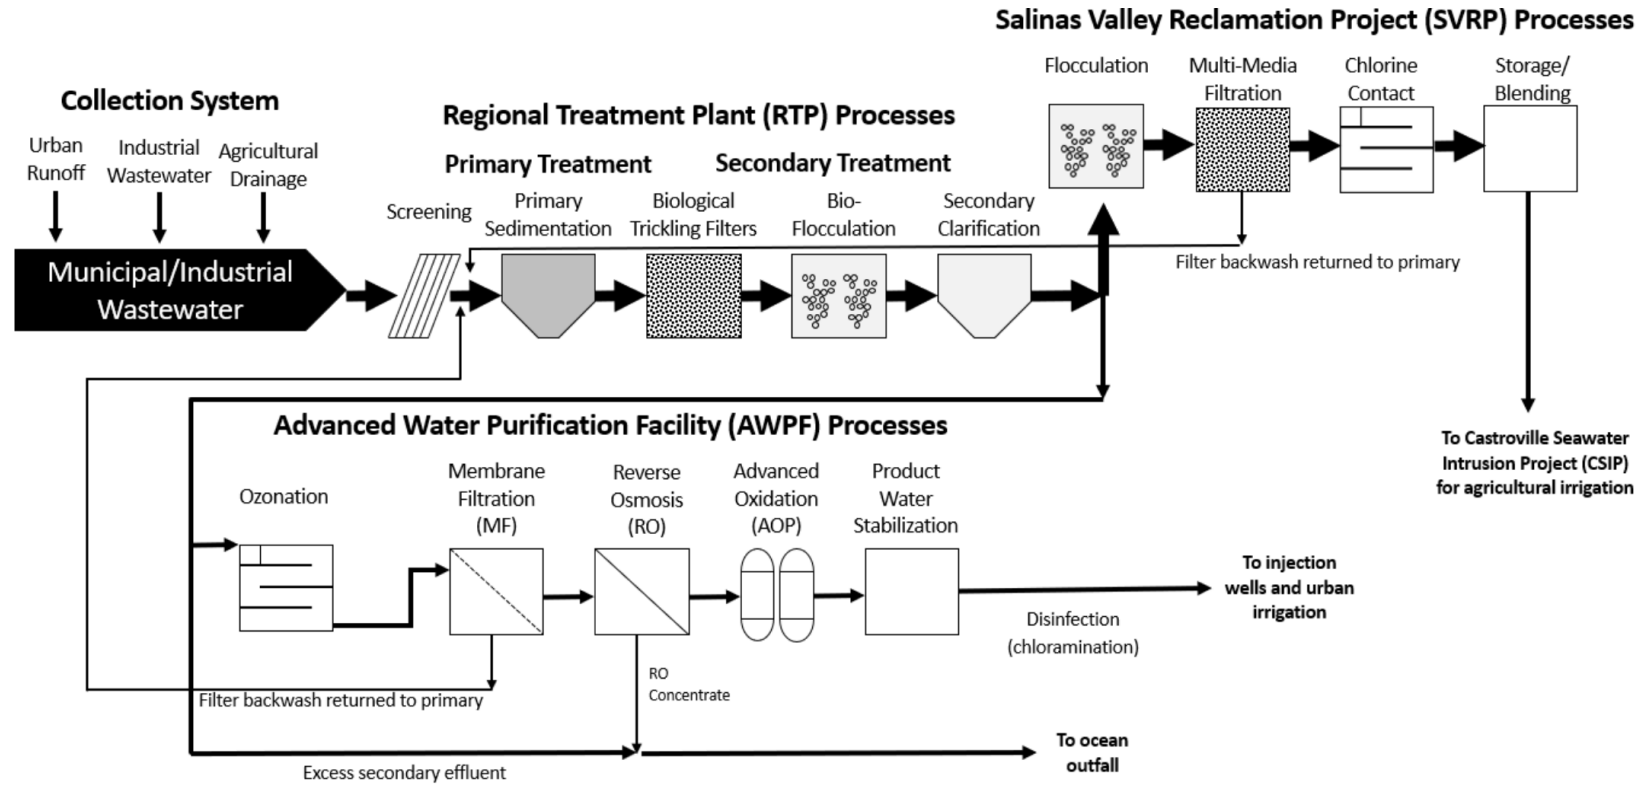 Salinas Valley Reclamation Project (SVRP) Processes
Flocculation
Multi-Media
Filtration
Chlorine
Contact
Storage/
Blending
Collection System
Urban
Runoff
Industrial
Wastewater
Agricultural
Drainage
Regional Treatment Plant (RTP) Processes
Primary Treatment
Secondary Treatment
Screening
Primary
Sedimentation
Biological
Trickling Filters
Bio-
Flocculation
Secondary
Clarification
Filter backwash returned to primary
Municipal/Industrial
Wastewater
To Castroville Seawater
Intrusion Project (CSIP)
for agricultural irrigation
Advanced Water Purification Facility (AWPF) Processes
Ozonation
Membrane
Filtration
(MF)
Reverse
Osmosis
(RO)
Advanced
Oxidation
(AOP)
Product
Water
Stabilization
To injection
wells and urban
irrigation
Disinfection
(chloramination)
RO
Concentrate
Filter backwash returned to primary
To ocean
outfall
Excess secondary effluent